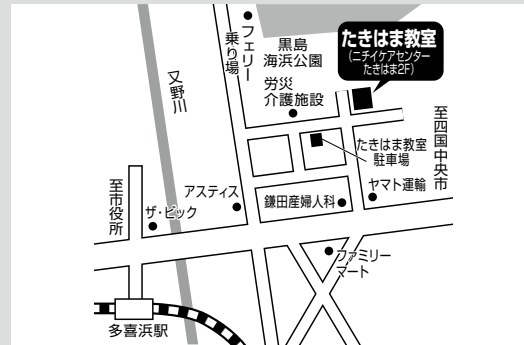 フェリー
乗り場
黒島
海浜公園
たきはま教室
(ニチイケアセンター
たきはま2F)
又野川
労災
介護施設
至四国中央市
たきはま教室
駐車場
ヤマト運輸
至市役所
アスティス
鎌田産婦人科
ザ・ビック
ファミリー
マート
多喜浜駅